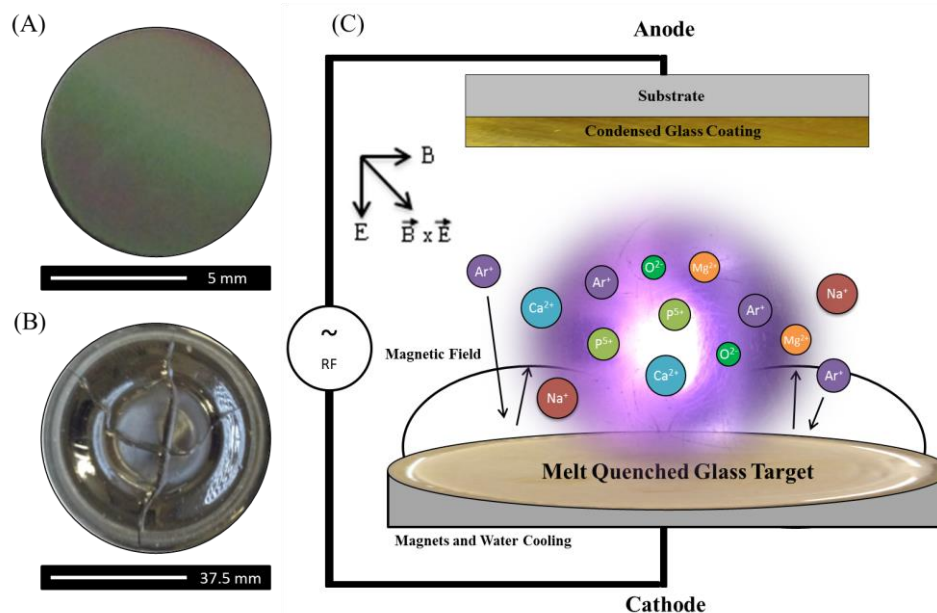 (A)
5 mm
(B)
37.5 mm
(C)
Anode
Substrate
Condensed Glass Coating
B
E
B x E
~
RF
Magnetic Field
Ar⁺
Ca²⁺
Ar⁺
O²⁻
Mg²⁺
Na⁺
P⁵⁺
Ar⁺
P⁵⁺
Mg²⁺
O²⁻
Ca²⁺
Ar⁺
Na⁺
Melt Quenched Glass Target
Magnets and Water Cooling
Cathode